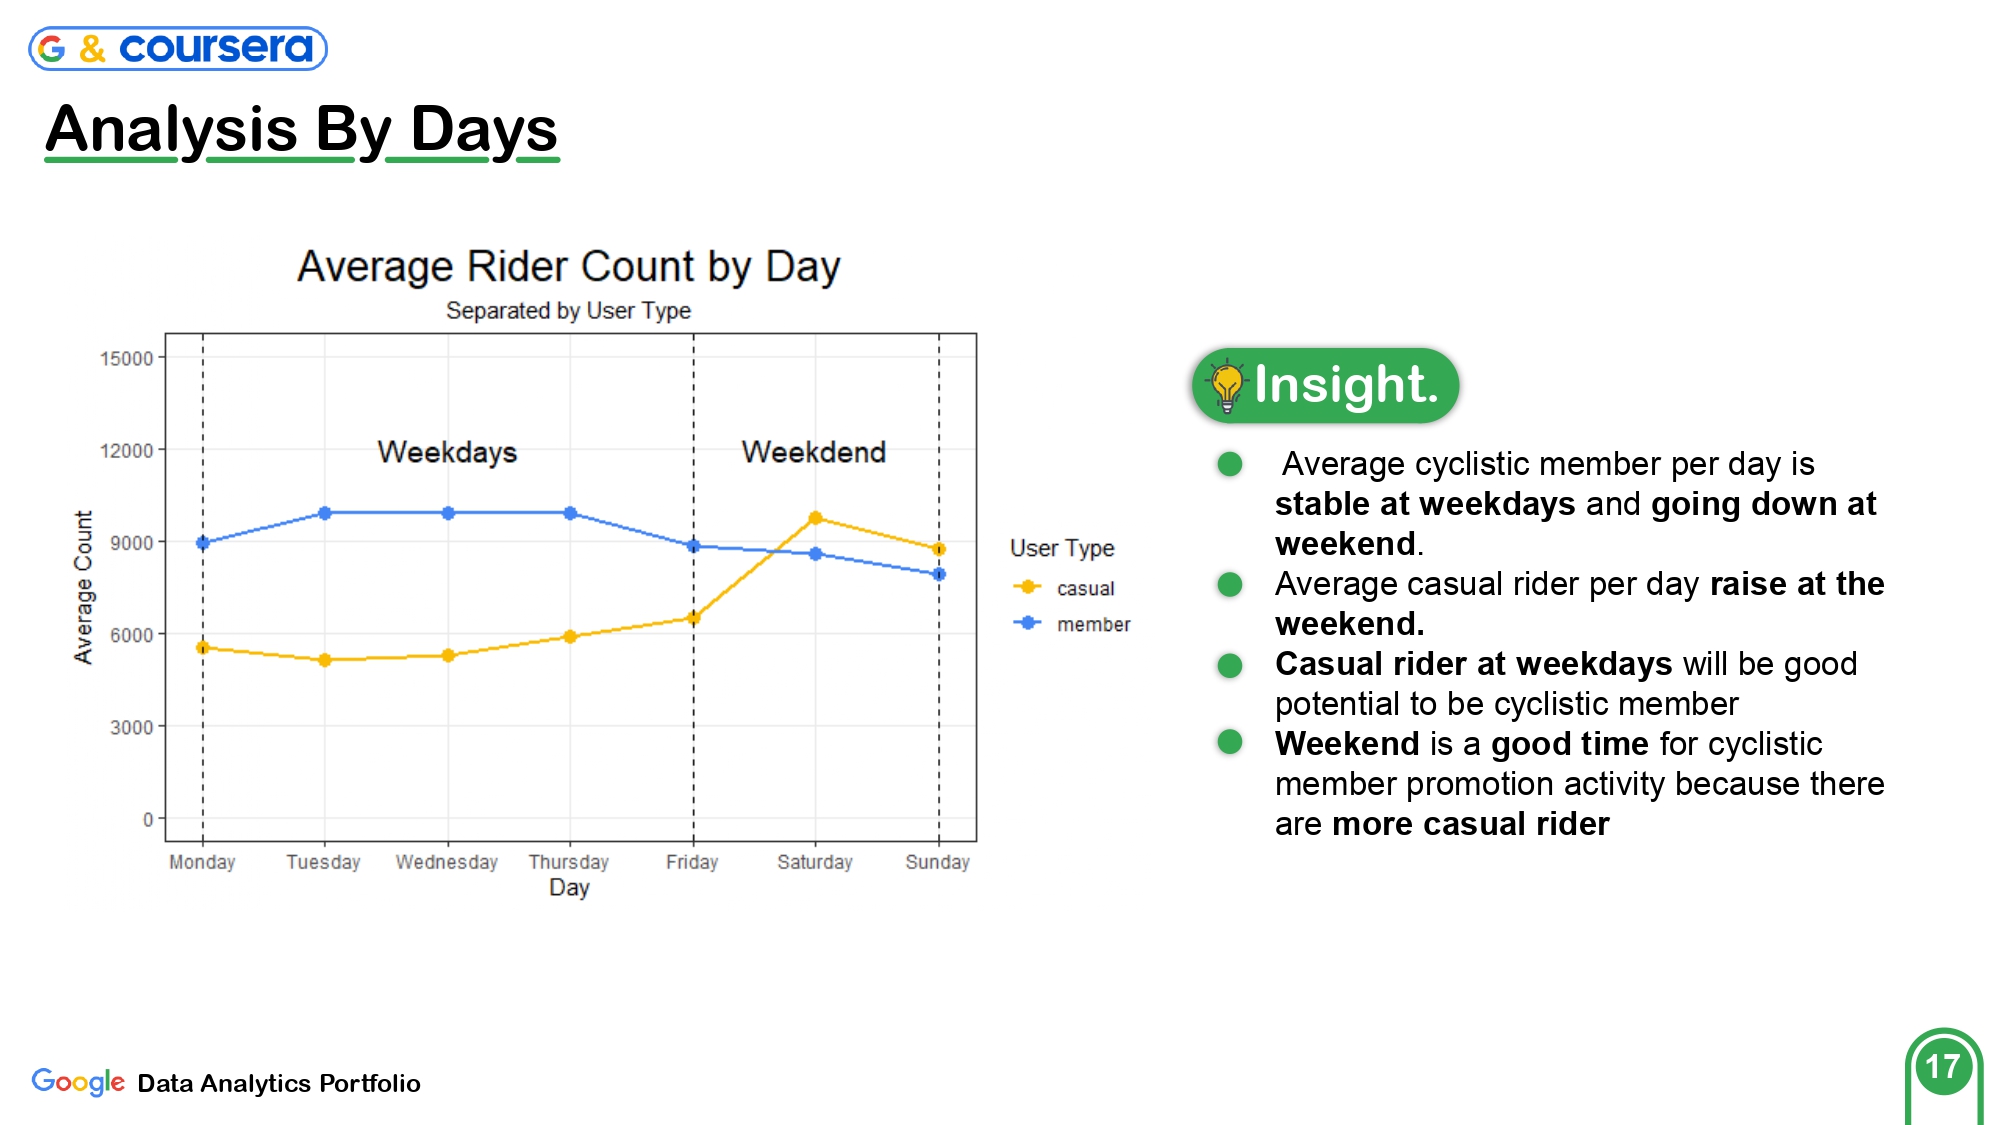 G & coursera
Analysis By Days
Average Rider Count by Day
Separated by User Type
15000
12000
9000
6000
3000
0
Average Count
Weekdays
Weekdend
Monday Tuesday Wednesday Thursday Friday Saturday Sunday
Day
User Type
casual
member
Insight.
Average cyclistic member per day is
stable at weekdays and going down at
weekend.
Average casual rider per day raise at the
weekend.
Casual rider at weekdays will be good
potential to be cyclistic member
Weekend is a good time for cyclistic
member promotion activity because there
are more casual rider
Google Data Analytics Portfolio
17